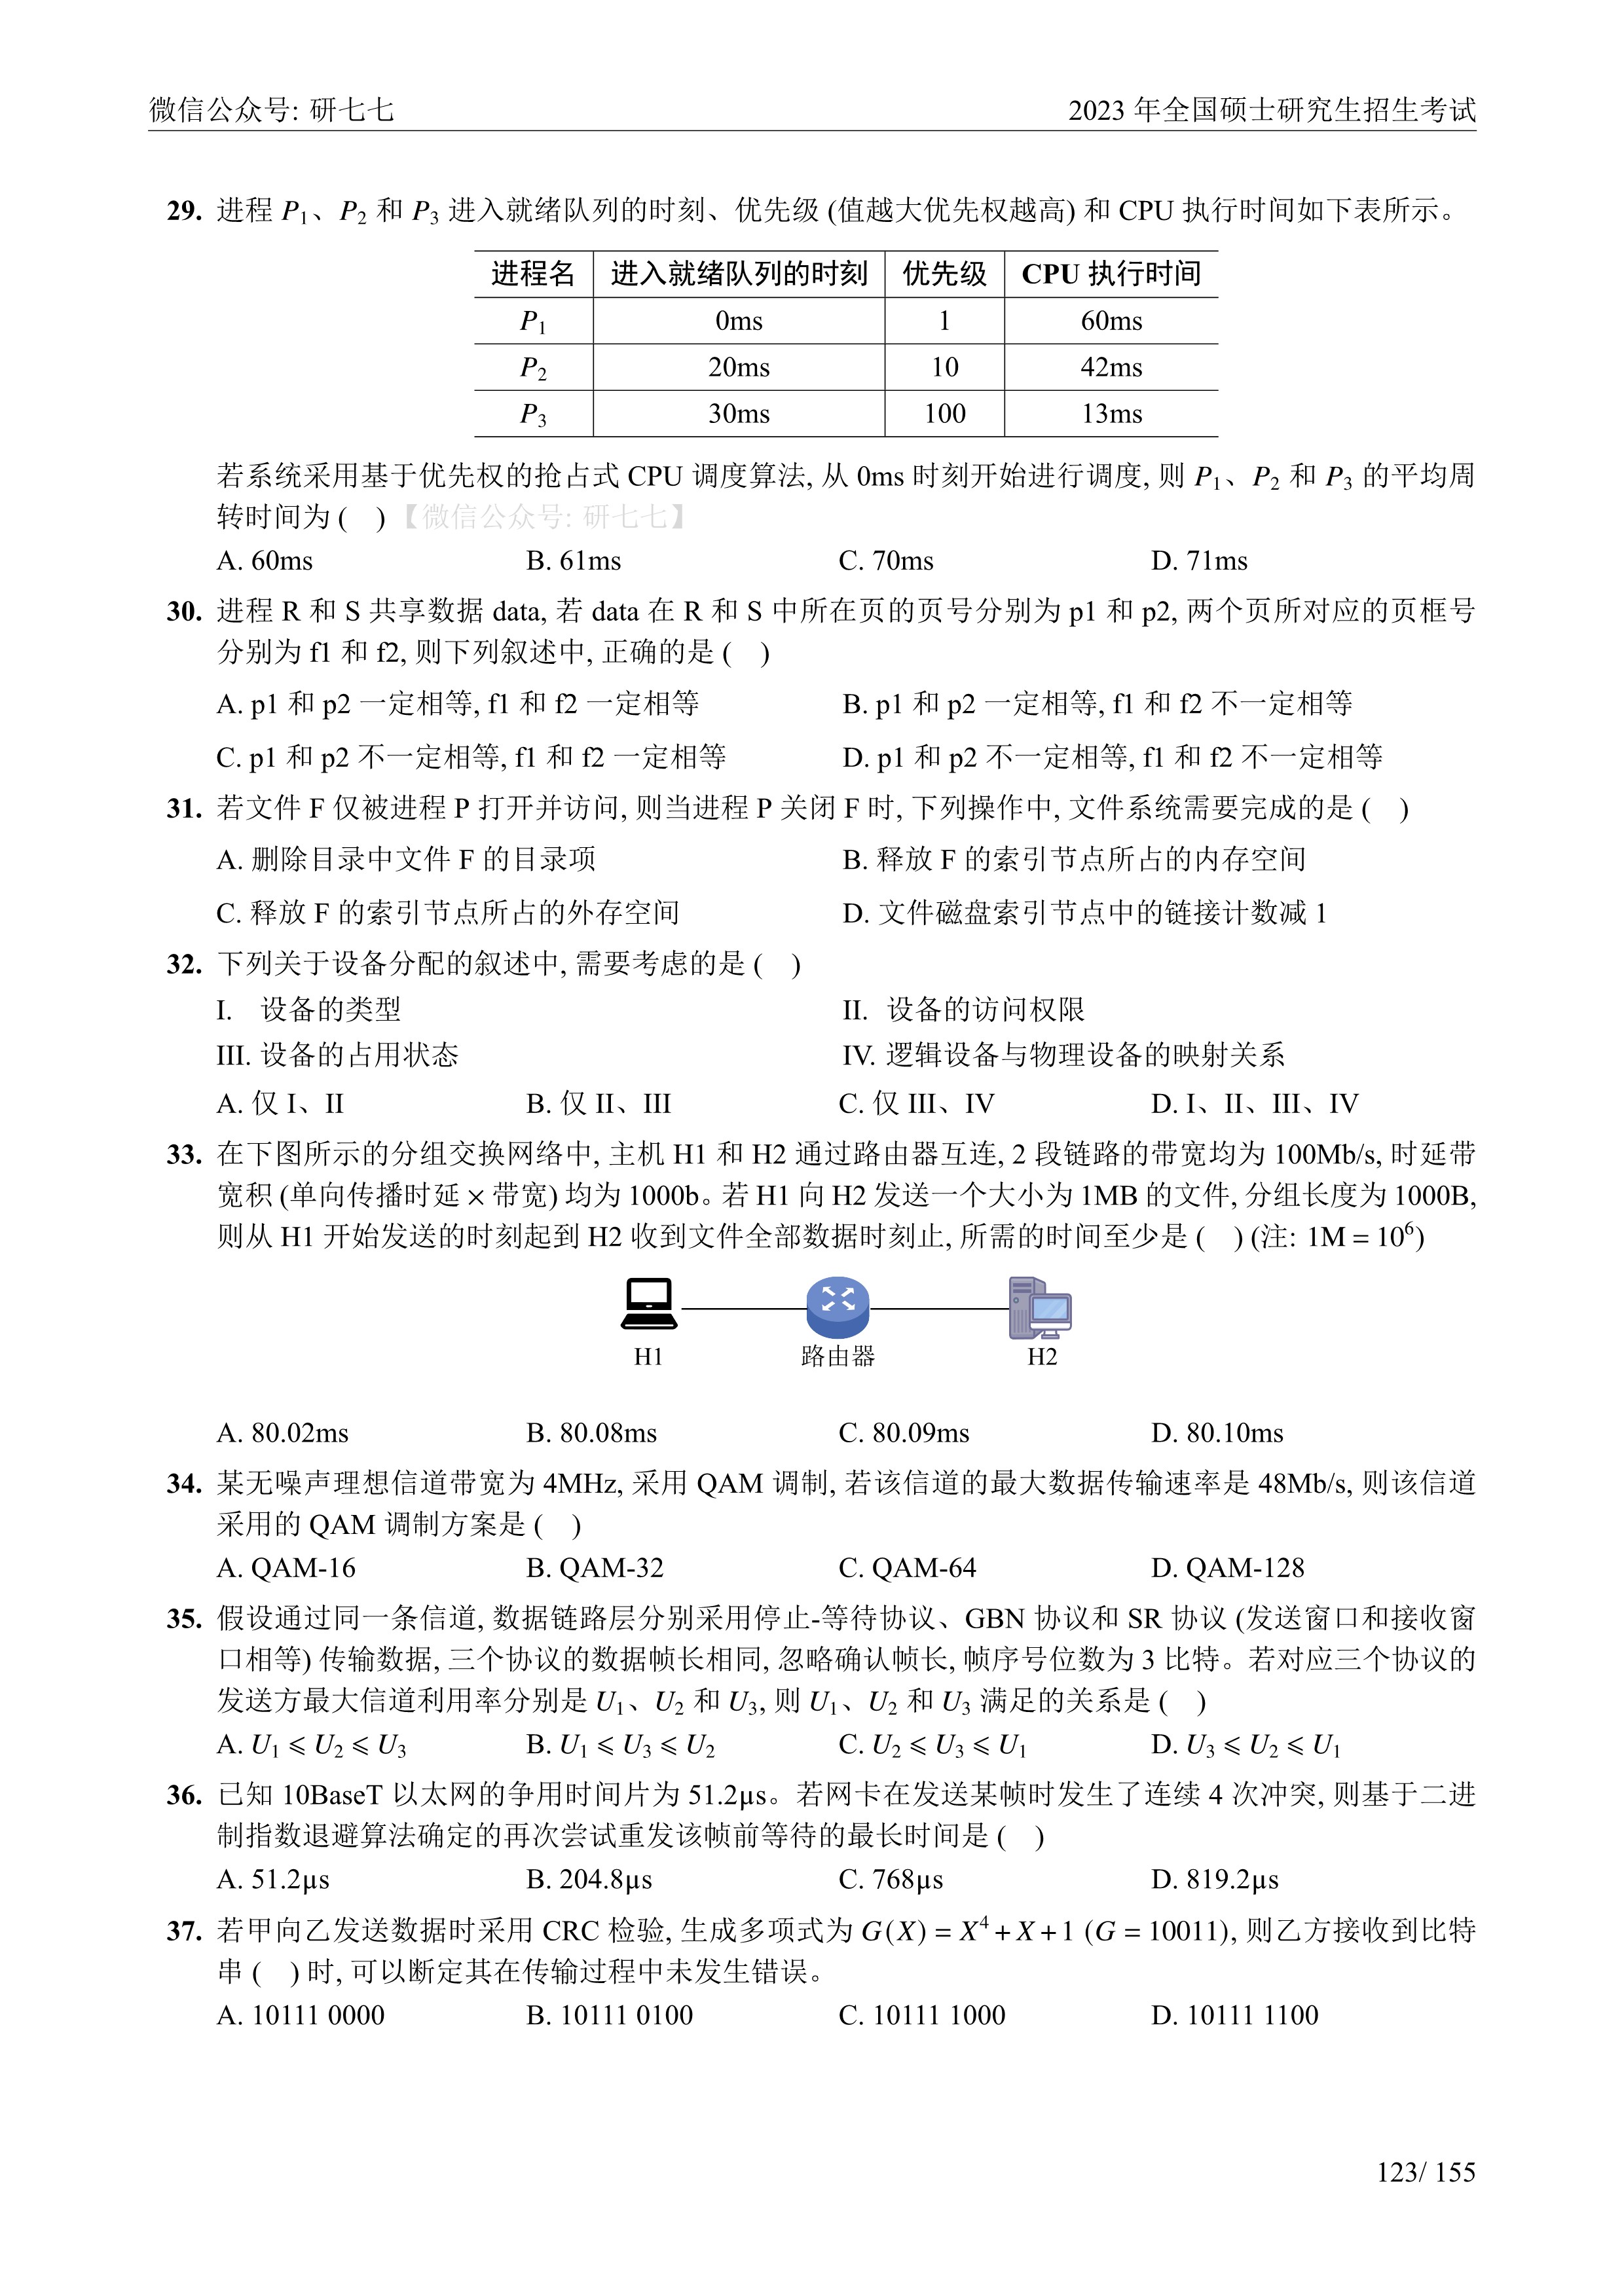 微信公众号: 研七七
2023 年全国硕士研究生招生考试
29. 进程 P₁、P₂ 和 P₃ 进入就绪队列的时刻、优先级 (值越大优先权越高) 和 CPU 执行时间如下表所示。
进程名 进入就绪队列的时刻 优先级 CPU 执行时间
P₁ 0ms 1 60ms
P₂ 20ms 10 42ms
P₃ 30ms 100 13ms
若系统采用基于优先权的抢占式 CPU 调度算法, 从 0ms 时刻开始进行调度, 则 P₁、P₂ 和 P₃ 的平均周
转时间为 ( ) 【微信公众号: 研七七】
A. 60ms B. 61ms C. 70ms D. 71ms
30. 进程 R 和 S 共享数据 data, 若 data 在 R 和 S 中所在页的页号分别为 p1 和 p2, 两个页所对应的页框号
分别为 f1 和 f2, 则下列叙述中, 正确的是 ( )
A. p1 和 p2 一定相等, f1 和 f2 一定相等 B. p1 和 p2 一定相等, f1 和 f2 不一定相等
C. p1 和 p2 不一定相等, f1 和 f2 一定相等 D. p1 和 p2 不一定相等, f1 和 f2 不一定相等
31. 若文件 F 仅被进程 P 打开并访问, 则当进程 P 关闭 F 时, 下列操作中, 文件系统需要完成的是 ( )
A. 删除目录中文件 F 的目录项 B. 释放 F 的索引节点所占的内存空间
C. 释放 F 的索引节点所占的外存空间 D. 文件磁盘索引节点中的链接计数减 1
32. 下列关于设备分配的叙述中, 需要考虑的是 ( )
I. 设备的类型 II. 设备的访问权限
III. 设备的占用状态 IV. 逻辑设备与物理设备的映射关系
A. 仅 I、II B. 仅 II、III C. 仅 III、IV D. I、II、III、IV
33. 在下图所示的分组交换网络中, 主机 H1 和 H2 通过路由器互连, 2 段链路的带宽均为 100Mb/s, 时延带
宽积 (单向传播时延 × 带宽) 均为 1000b。若 H1 向 H2 发送一个大小为 1MB 的文件, 分组长度为 1000B,
则从 H1 开始发送的时刻起到 H2 收到文件全部数据时刻止, 所需的时间至少是 ( ) (注: 1M = 10⁶)
H1 路由器 H2
A. 80.02ms B. 80.08ms C. 80.09ms D. 80.10ms
34. 某无噪声理想信道带宽为 4MHz, 采用 QAM 调制, 若该信道的最大数据传输速率是 48Mb/s, 则该信道
采用的 QAM 调制方案是 ( )
A. QAM-16 B. QAM-32 C. QAM-64 D. QAM-128
35. 假设通过同一条信道, 数据链路层分别采用停止-等待协议、GBN 协议和 SR 协议 (发送窗口和接收窗
口相等) 传输数据, 三个协议的数据帧长相同, 忽略确认帧长, 帧序号位数为 3 比特。若对应三个协议的
发送方最大信道利用率分别是 U₁、U₂ 和 U₃, 则 U₁、U₂ 和 U₃ 满足的关系是 ( )
A. U₁ ⩽ U₂ ⩽ U₃ B. U₁ ⩽ U₃ ⩽ U₂ C. U₂ ⩽ U₃ ⩽ U₁ D. U₃ ⩽ U₂ ⩽ U₁
36. 已知 10BaseT 以太网的争用时间片为 51.2μs。若网卡在发送某帧时发生了连续 4 次冲突, 则基于二进
制指数退避算法确定的再次尝试重发该帧前等待的最长时间是 ( )
A. 51.2μs B. 204.8μs C. 768μs D. 819.2μs
37. 若甲向乙发送数据时采用 CRC 检验, 生成多项式为 G(X) = X⁴ + X + 1 (G = 10011), 则乙方接收到比特
串 ( ) 时, 可以断定其在传输过程中未发生错误。
A. 10111 0000 B. 10111 0100 C. 10111 1000 D. 10111 1100
123/ 155